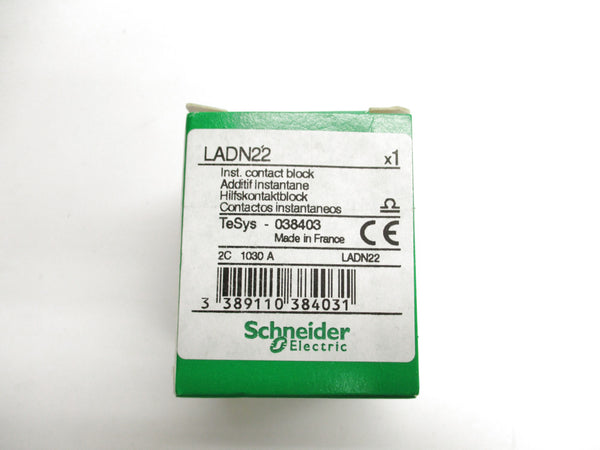 LADN22 x1
Inst. contact block
Additif Instantane
Hilfskontaktblock
Contactos instantaneos
TeSys - 038403
Made in France CE
2C 1030 A LADN22
3 389110 384031
Schneider
Electric